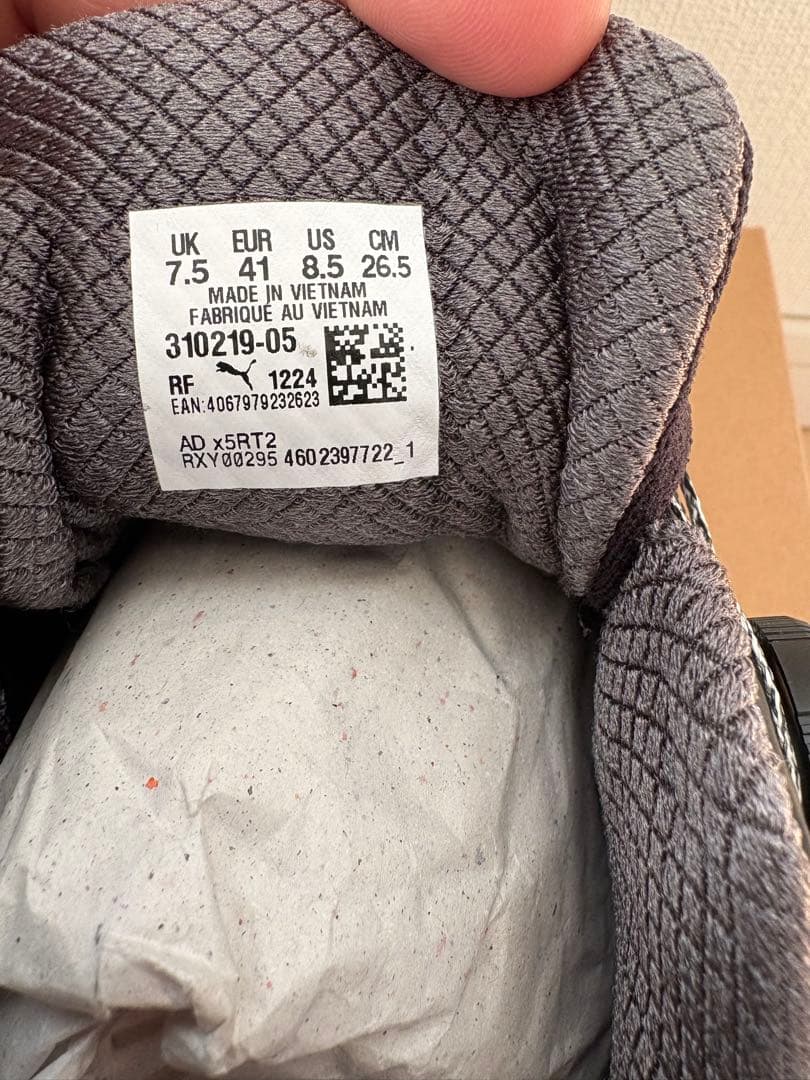 UK EUR US CM
7.5 41 8.5 26.5
MADE IN VIETNAM
FABRIQUÉ AU VIETNAM
310219-05
RF 1224
EAN:4067979232623
AD x5RT2
RXY00295 4602397722_1